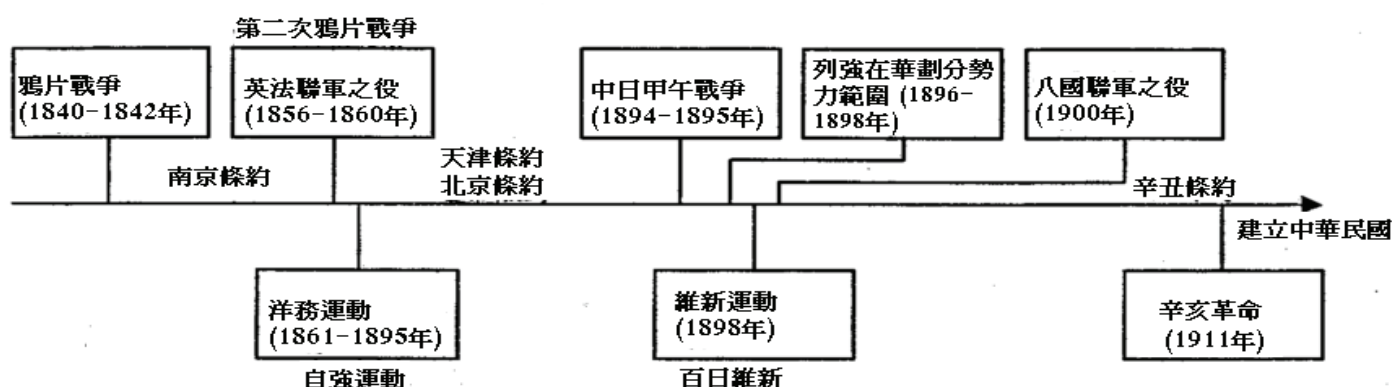 第二次鴉片戰爭
鴉片戰爭
(1840-1842年)
英法聯軍之役
(1856-1860年)
中日甲午戰爭
(1894-1895年)
列強在華劃分勢
力範圍 (1896-
1898年)
八國聯軍之役
(1900年)
南京條約
天津條約
北京條約
辛丑條約
建立中華民國
洋務運動
(1861-1895年)
自強運動
維新運動
(1898年)
百日維新
辛亥革命
(1911年)